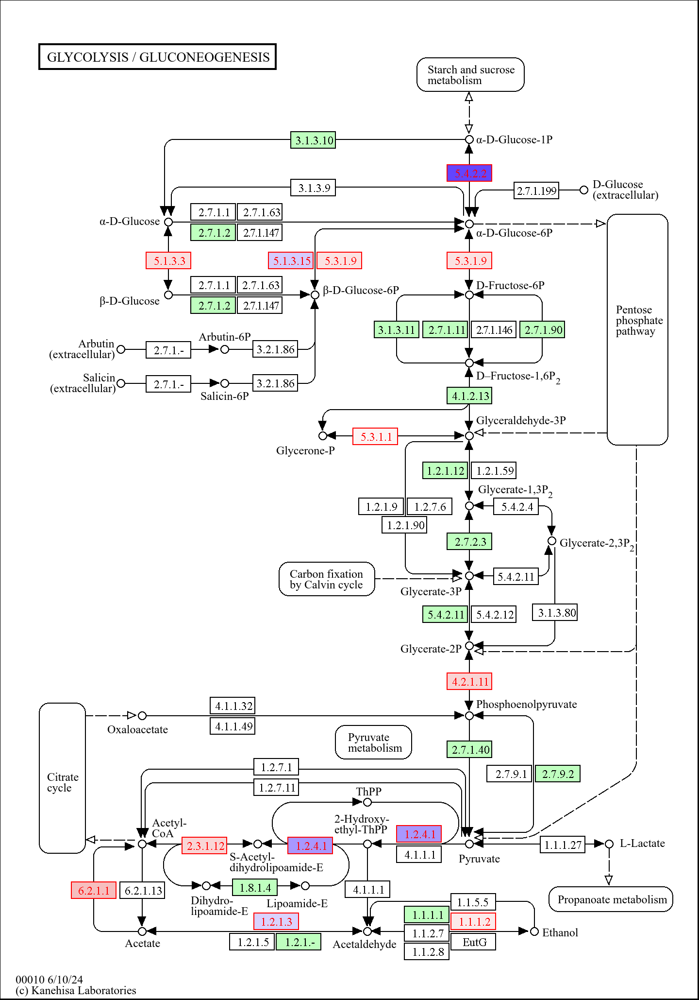 GLYCOLYSIS / GLUCONEOGENESIS
Starch and sucrose
metabolism
3.1.3.10
α-D-Glucose-1P
5.4.2.2
3.1.3.9
2.7.1.199
D-Glucose
(extracellular)
2.7.1.1
2.7.1.63
α-D-Glucose
2.7.1.2
2.7.1.147
α-D-Glucose-6P
5.1.3.3
5.1.3.15
5.3.1.9
5.3.1.9
2.7.1.1
2.7.1.63
D-Fructose-6P
β-D-Glucose
β-D-Glucose-6P
2.7.1.2
2.7.1.147
Pentose
phosphate
pathway
3.1.3.11
2.7.1.11
2.7.1.146
2.7.1.90
Arbutin
(extracellular)
2.7.1.-
Arbutin-6P
3.2.1.86
Salicin
(extracellular)
2.7.1.-
Salicin-6P
3.2.1.86
D–Fructose-1,6P2
4.1.2.13
Glyceraldehyde-3P
5.3.1.1
Glycerone-P
1.2.1.12
1.2.1.59
Glycerate-1,3P2
1.2.1.9
1.2.7.6
5.4.2.4
1.2.1.90
2.7.2.3
Glycerate-2,3P2
Carbon fixation
by Calvin cycle
5.4.2.11
Glycerate-3P
5.4.2.11
5.4.2.12
3.1.3.80
Glycerate-2P
4.2.1.11
4.1.1.32
Phosphoenolpyruvate
Oxaloacetate
4.1.1.49
Pyruvate
metabolism
2.7.1.40
1.2.7.1
2.7.9.1
2.7.9.2
Citrate
cycle
1.2.7.11
ThPP
Acetyl-
CoA
2-Hydroxy-
ethyl-ThPP
1.2.4.1
2.3.1.12
1.2.4.1
1.1.1.27
L-Lactate
S-Acetyl-
dihydrolipoamide-E
4.1.1.1
Pyruvate
6.2.1.1
6.2.1.13
1.8.1.4
4.1.1.1
Dihydro-
lipoamide-E
Lipoamide-E
1.1.5.5
Propanoate metabolism
1.1.1.1
1.2.1.3
1.1.1.2
Acetate
1.2.1.5
1.2.1.-
Acetaldehyde
1.1.2.7
Ethanol
EutG
1.1.2.8
00010 6/10/24
(c) Kanehisa Laboratories